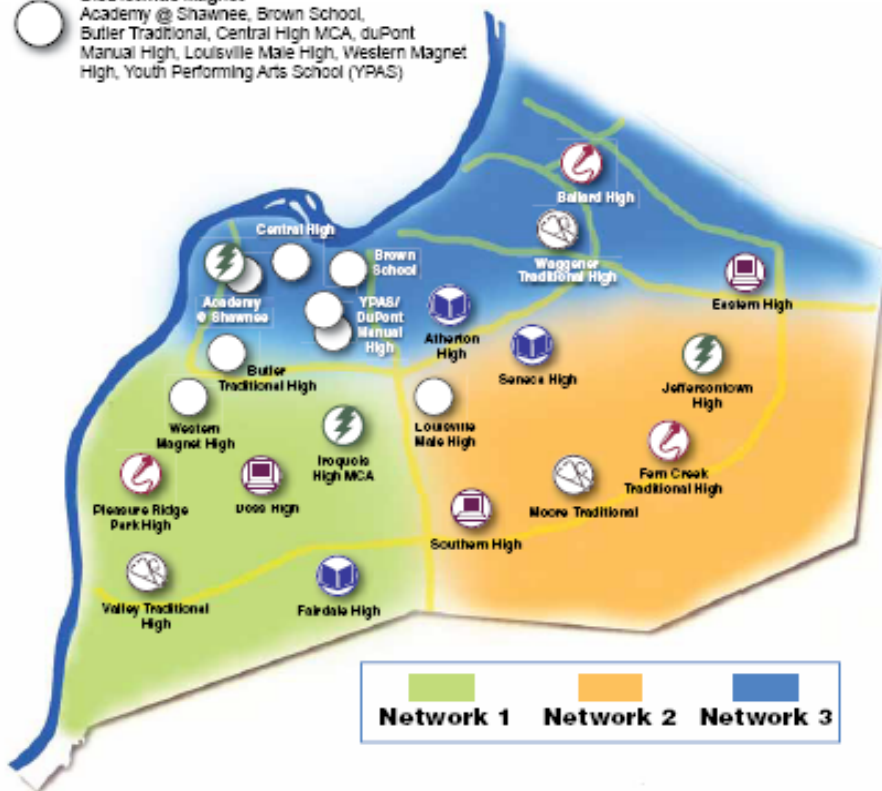 Academy @ Shawnee, Brown School,
Butler Traditional, Central High MCA, duPont
Manual High, Louisville Male High, Western Magnet
High, Youth Performing Arts School (YPAS)
Ballard High
Central High
Waggener
Traditional High
Brown
School
Eastern High
Academy
@ Shawnee
YPAS/
DuPont
Manual
High
Atherton
High
Seneca High
Butler
Traditional High
Jeffersontown
High
Western
Magnet High
Louisville
Male High
Iroquois
High MCA
Fern Creek
Traditional High
Pleasure Ridge
Park High
Doss High
Moore Traditional
Southern High
Valley Traditional
High
Fairdale High
Network 1 Network 2 Network 3